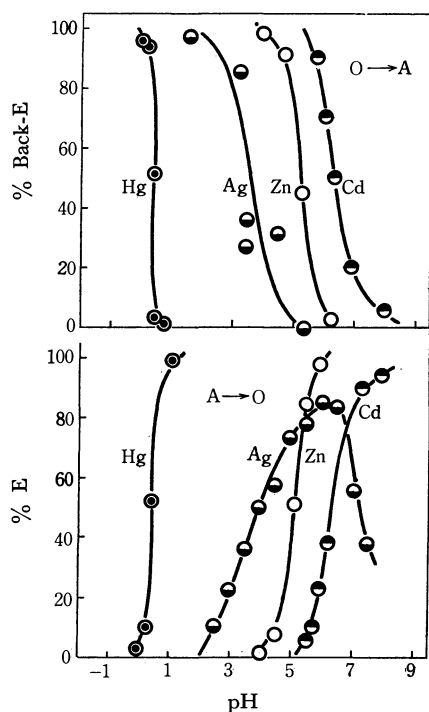 100
80
60
40
20
0
% Back-E
O → A
Hg
Ag
Zn
Cd
100
80
60
40
20
0
% E
A → O
Hg
Ag
Zn
Cd
-1 1 3 5 7 9
pH